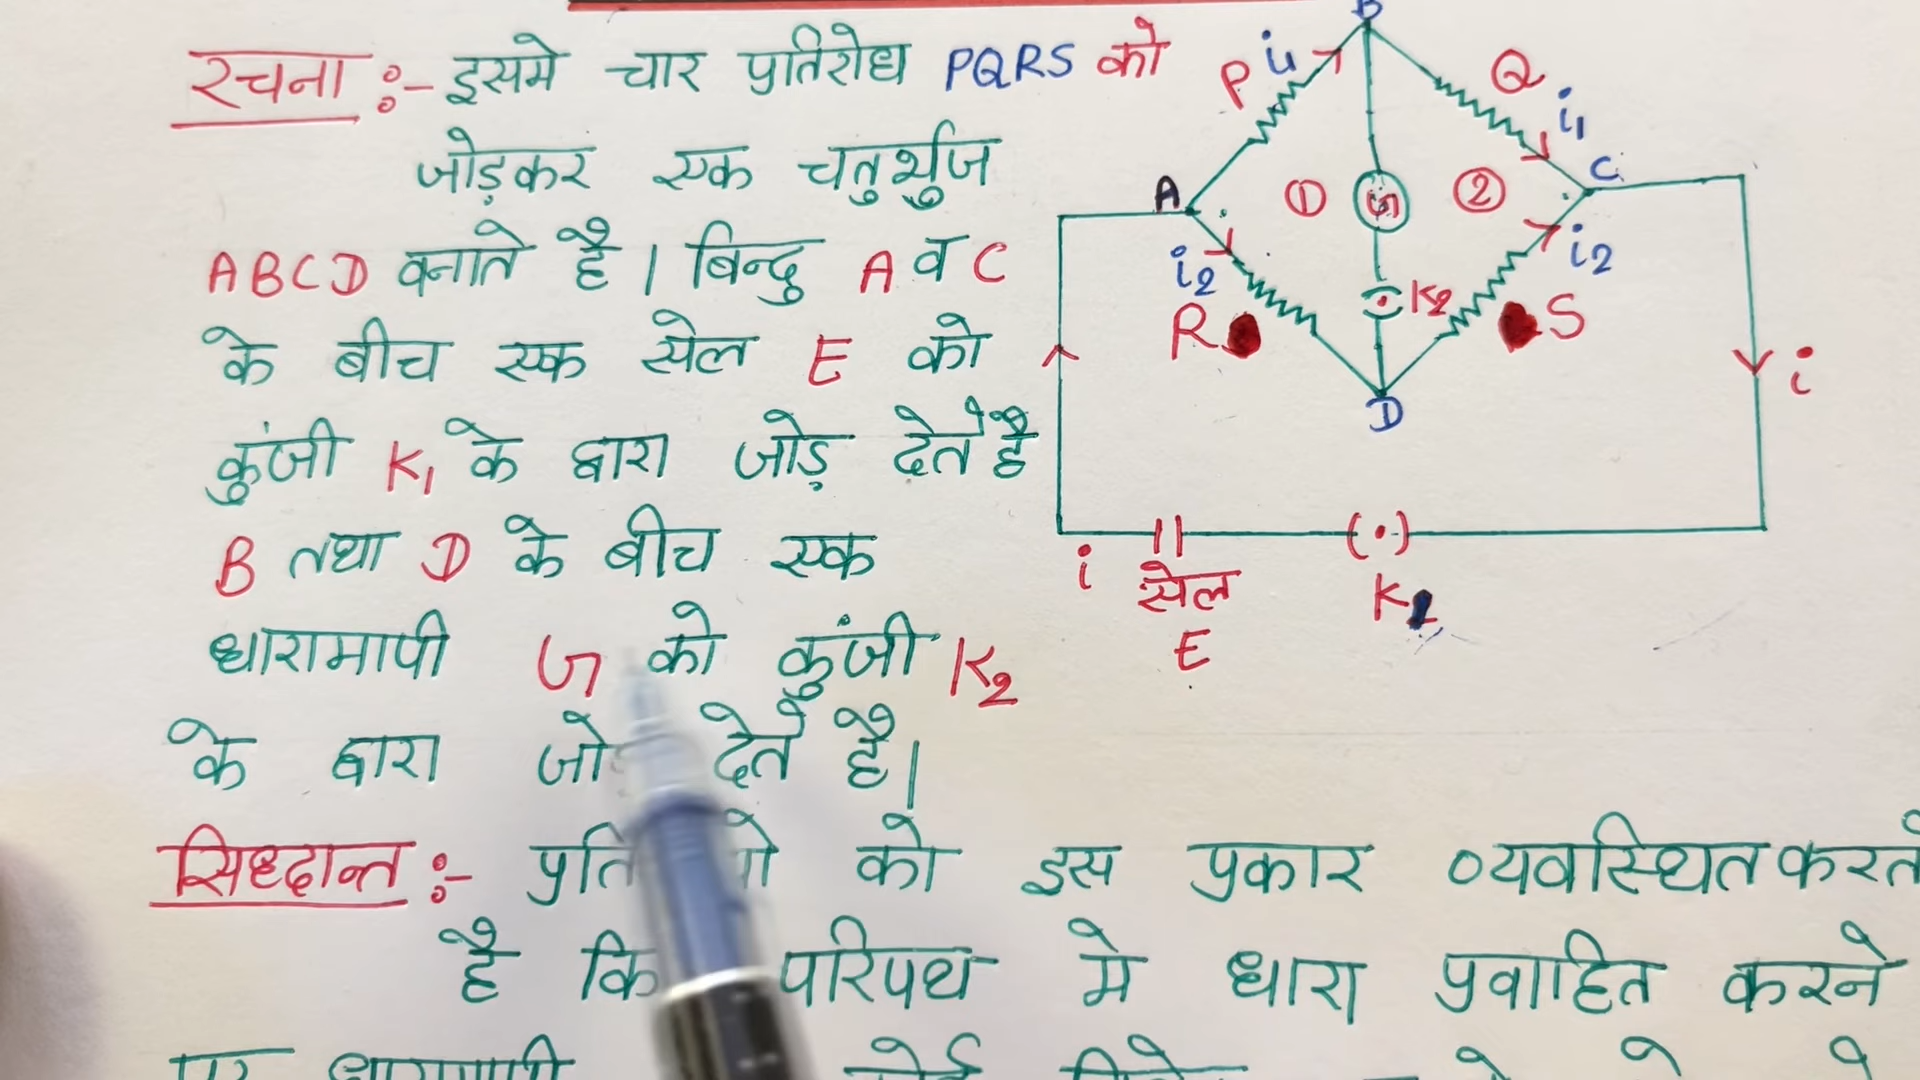 रचना :- इसमे चार प्रतिरोध PQRS को
जोड़कर एक चतुर्भुज
ABCD बनाते है। बिन्दु A व C
के बीच एक सेल E को
कुंजी K1 के द्वारा जोड़ देते है
B तथा D के बीच एक
धारामापी G को कुंजी K2
के द्वारा देते है।
सिध्दान्त :- को इस प्रकार व्यवस्थित करते
है कि परिपथ मे धारा प्रवाहित करने
B
P i1
Q
i1
A
C
1
G
2
i2
i2
R
K2
S
D
i
i
सेल
E
K1